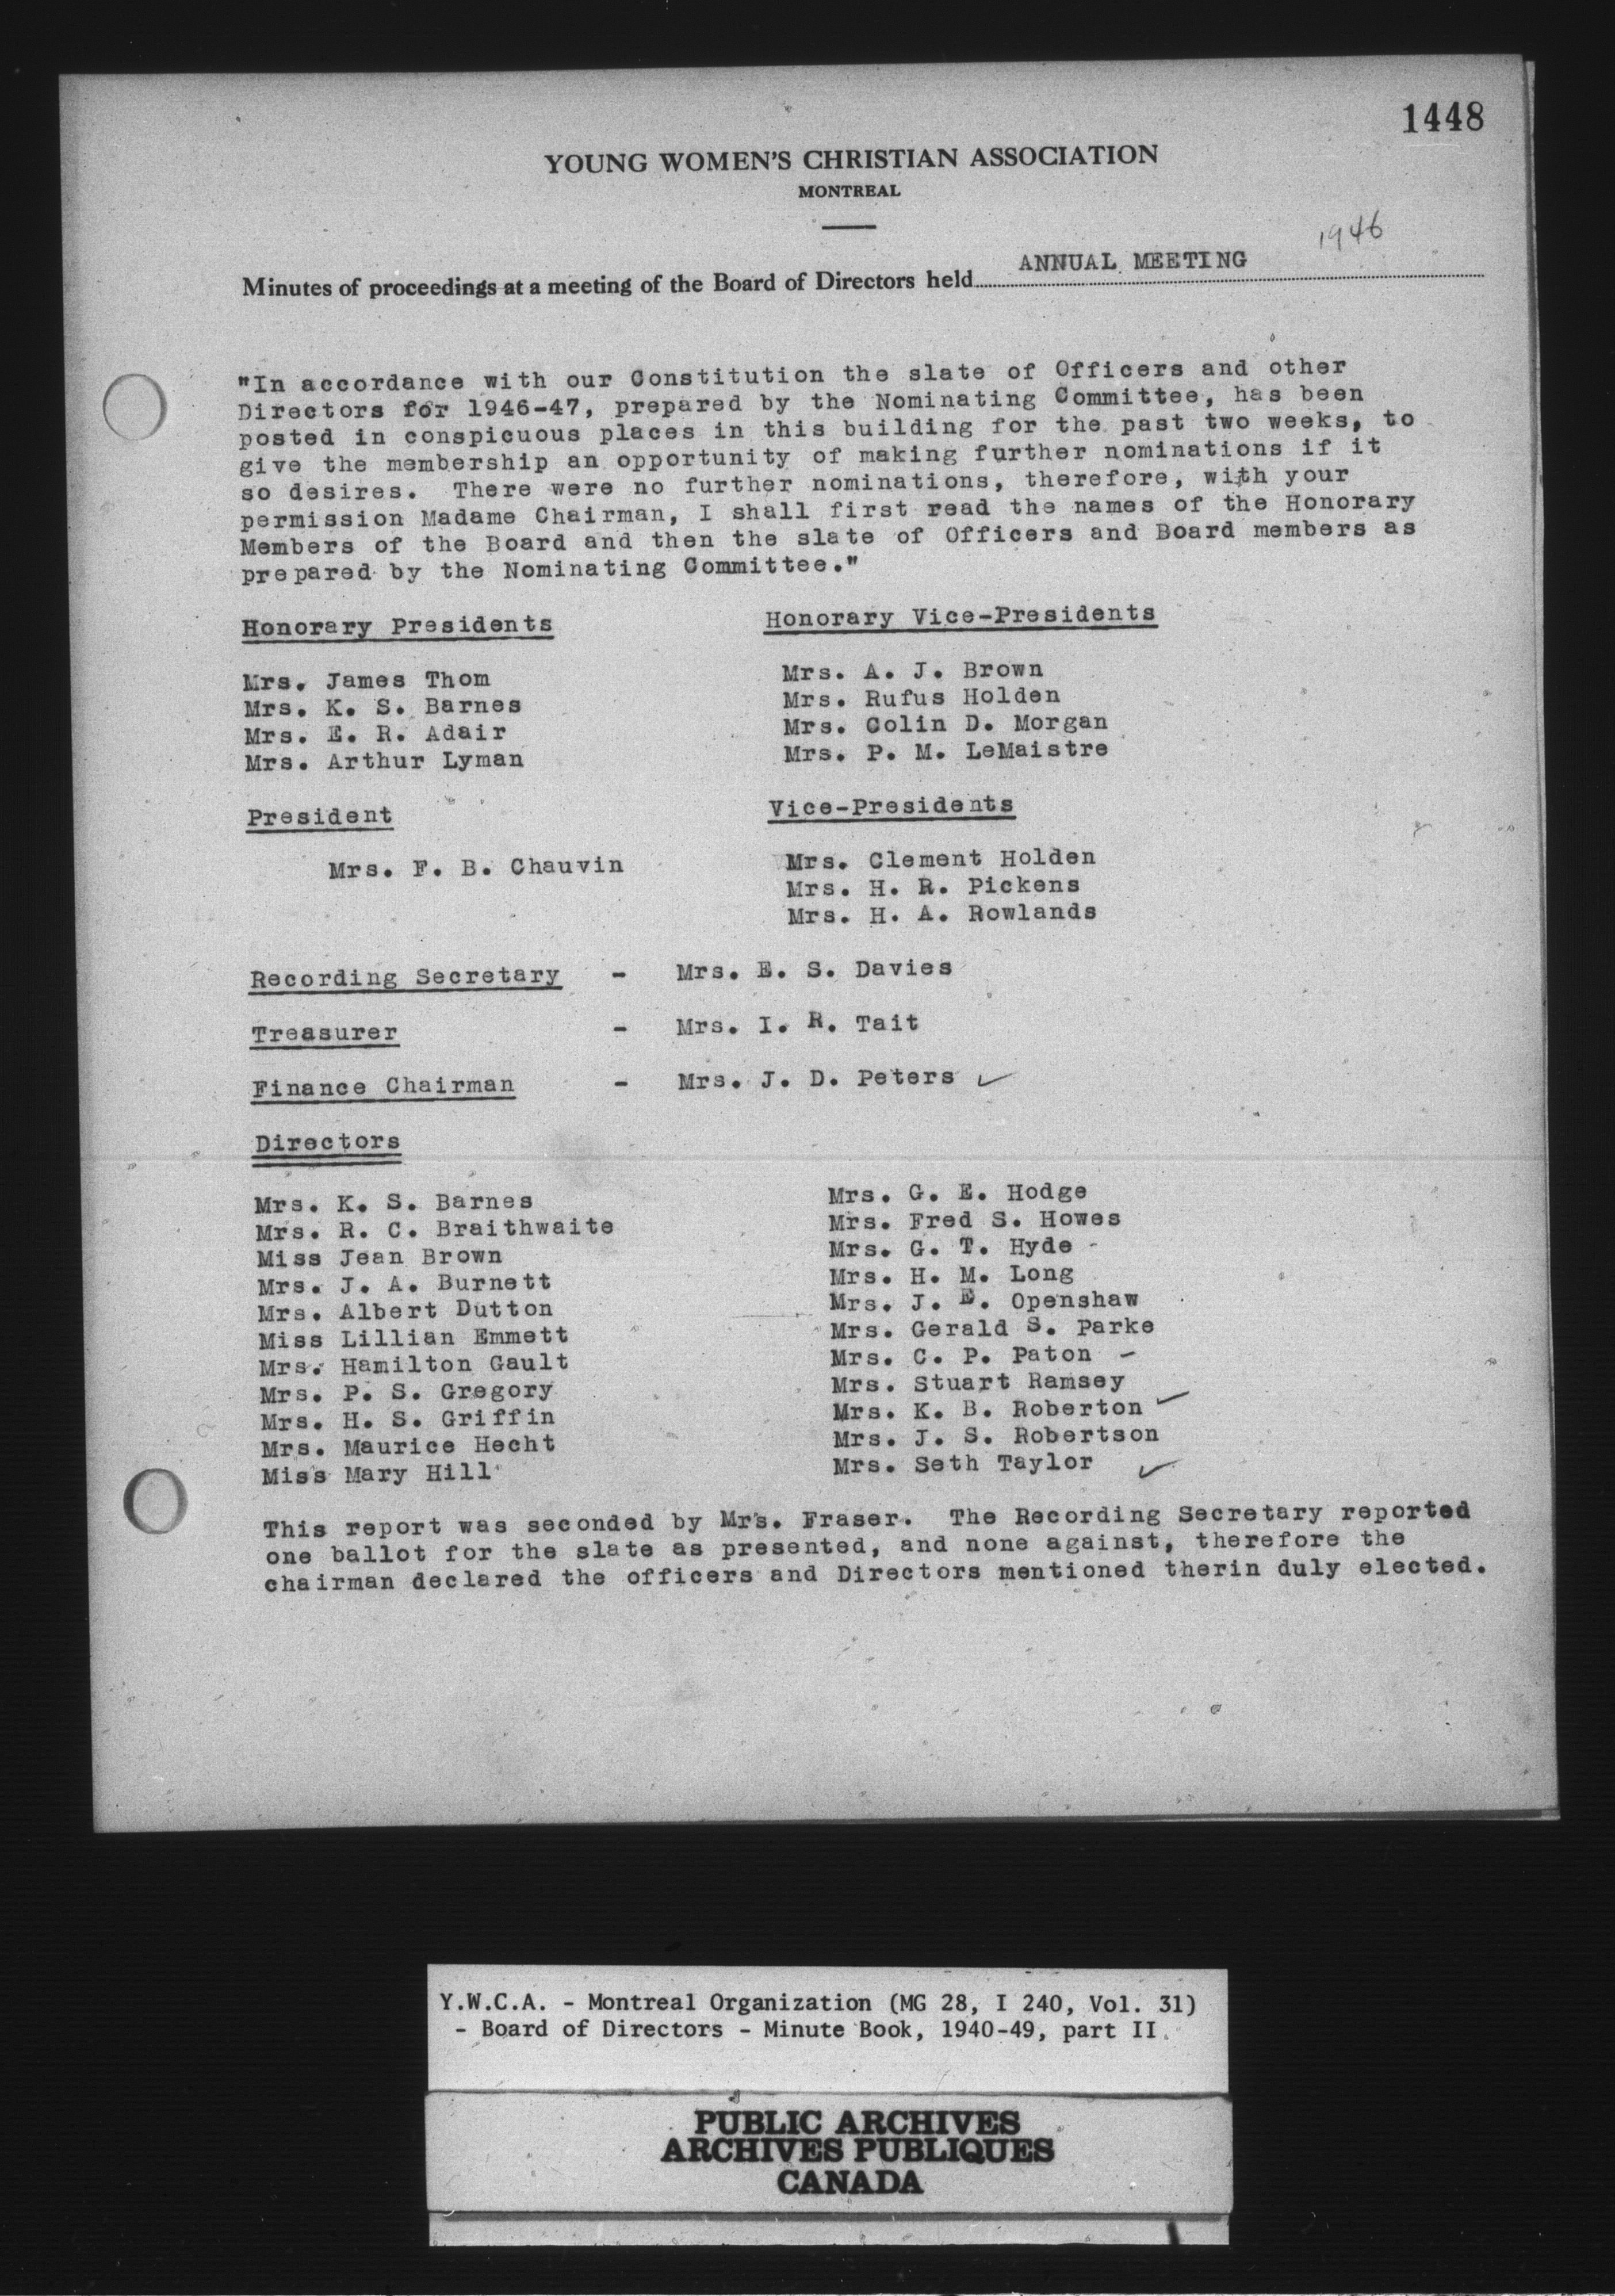 1448
YOUNG WOMEN'S CHRISTIAN ASSOCIATION
MONTREAL
1946
Minutes of proceedings at a meeting of the Board of Directors held ANNUAL MEETING
"In accordance with our Constitution the slate of Officers and other
Directors for 1946-47, prepared by the Nominating Committee, has been
posted in conspicuous places in this building for the past two weeks, to
give the membership an opportunity of making further nominations if it
so desires. There were no further nominations, therefore, with your
permission Madame Chairman, I shall first read the names of the Honorary
Members of the Board and then the slate of Officers and Board members as
prepared by the Nominating Committee."
Honorary Presidents
Mrs. James Thom
Mrs. K. S. Barnes
Mrs. E. R. Adair
Mrs. Arthur Lyman
Honorary Vice-Presidents
Mrs. A. J. Brown
Mrs. Rufus Holden
Mrs. Colin D. Morgan
Mrs. P. M. LeMaistre
President
Mrs. F. B. Chauvin
Vice-Presidents
Mrs. Clement Holden
Mrs. H. R. Pickens
Mrs. H. A. Rowlands
Recording Secretary - Mrs. E. S. Davies
Treasurer - Mrs. I. R. Tait
Finance Chairman - Mrs. J. D. Peters ✓
Directors
Mrs. K. S. Barnes
Mrs. R. C. Braithwaite
Miss Jean Brown
Mrs. J. A. Burnett
Mrs. Albert Dutton
Miss Lillian Emmett
Mrs. Hamilton Gault
Mrs. P. S. Gregory
Mrs. H. S. Griffin
Mrs. Maurice Hecht
Miss Mary Hill
Mrs. G. E. Hodge
Mrs. Fred S. Howes
Mrs. G. T. Hyde -
Mrs. H. M. Long
Mrs. J. E. Openshaw
Mrs. Gerald S. Parke
Mrs. C. P. Paton -
Mrs. Stuart Ramsey
Mrs. K. B. Roberton ✓
Mrs. J. S. Robertson
Mrs. Seth Taylor ✓
This report was seconded by Mrs. Fraser. The Recording Secretary reported
one ballot for the slate as presented, and none against, therefore the
chairman declared the officers and Directors mentioned therin duly elected.
Y.W.C.A. - Montreal Organization (MG 28, I 240, Vol. 31)
- Board of Directors - Minute Book, 1940-49, part II.
PUBLIC ARCHIVES
ARCHIVES PUBLIQUES
CANADA